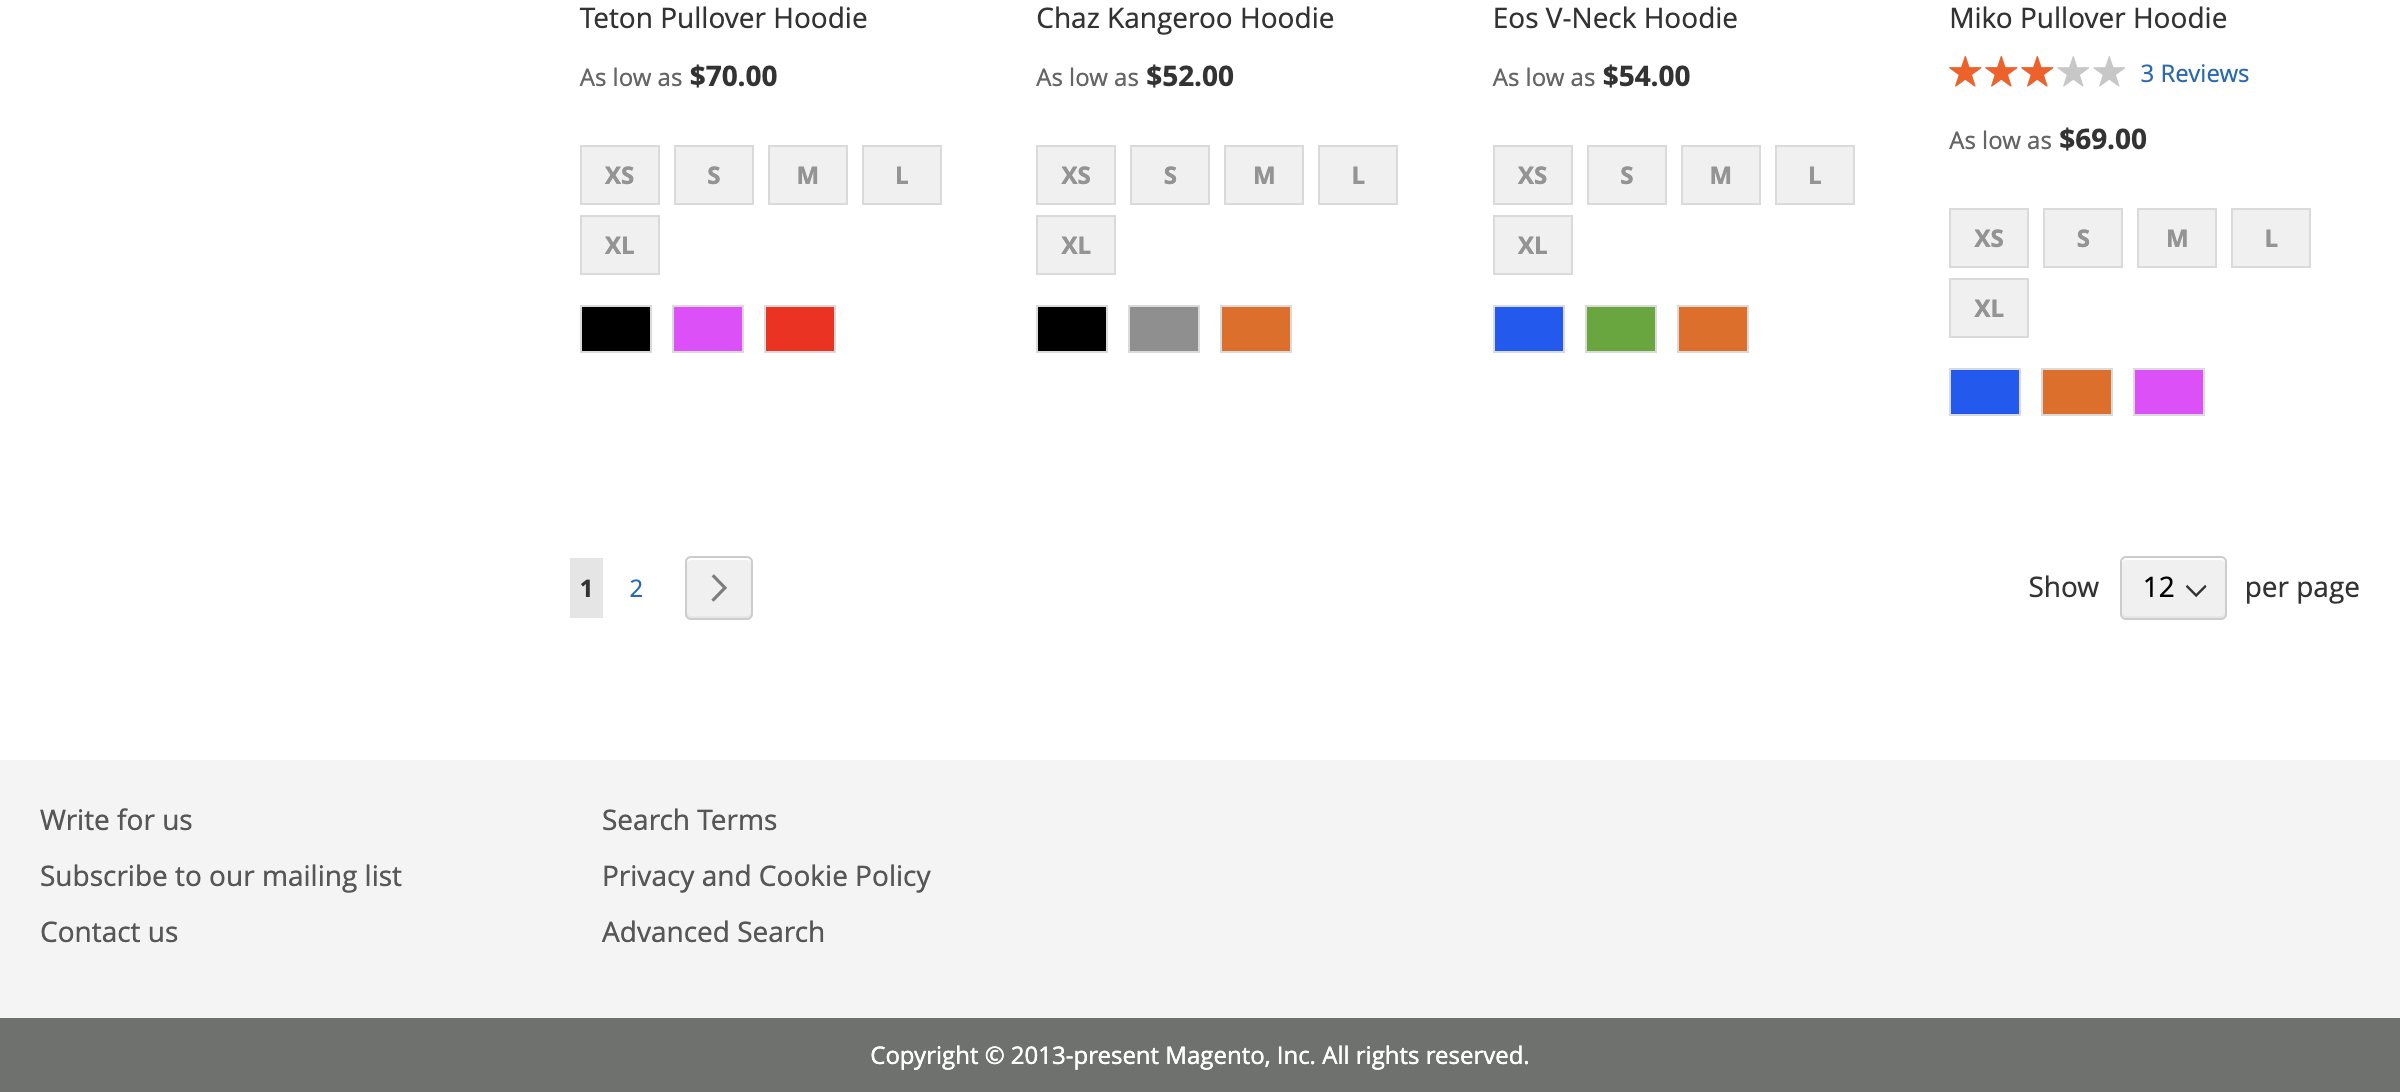 Teton Pullover Hoodie
As low as $70.00
XS S M L
XL
Chaz Kangeroo Hoodie
As low as $52.00
XS S M L
XL
Eos V-Neck Hoodie
As low as $54.00
XS S M L
XL
Miko Pullover Hoodie
3 Reviews
As low as $69.00
XS S M L
XL
1 2
Show 12 per page
Write for us
Subscribe to our mailing list
Contact us
Search Terms
Privacy and Cookie Policy
Advanced Search
Copyright © 2013-present Magento, Inc. All rights reserved.